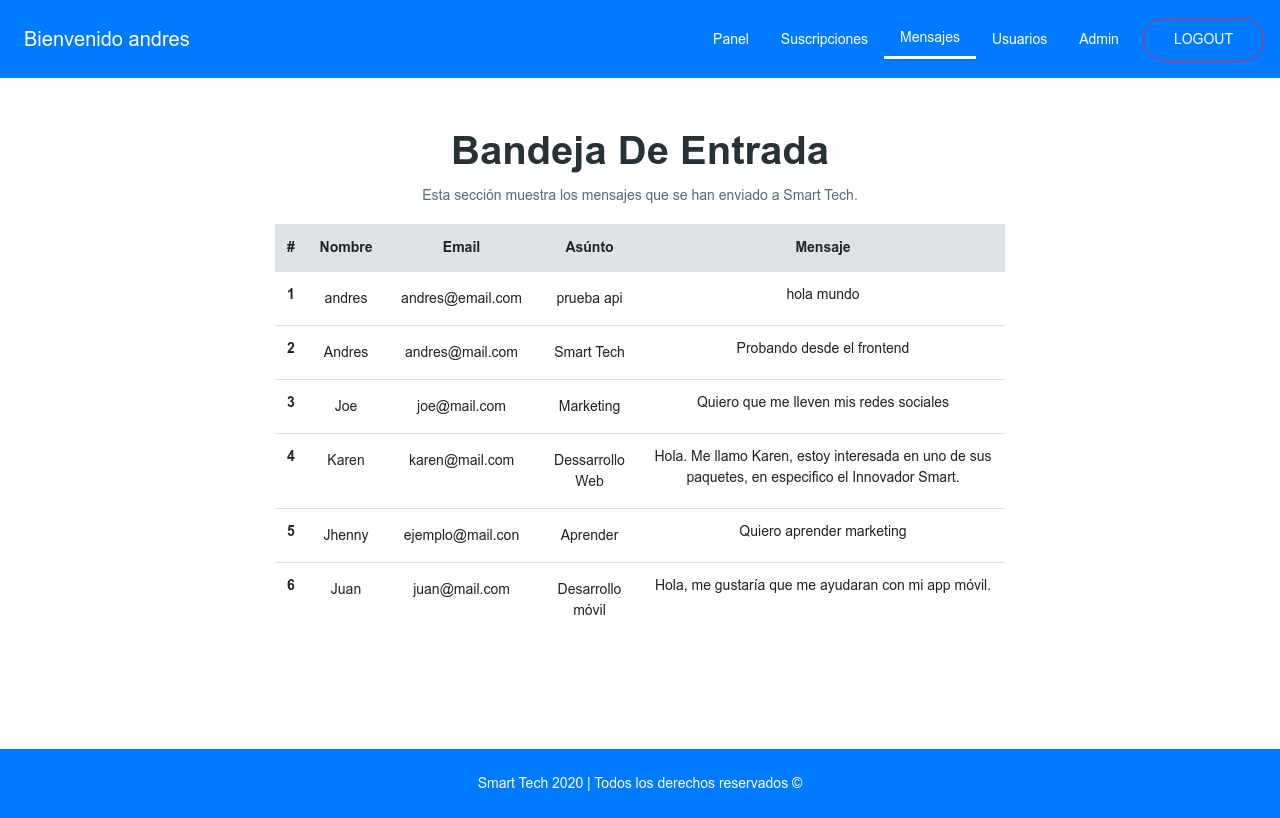 Bienvenido andres
Panel Suscripciones Mensajes Usuarios Admin LOGOUT
Bandeja De Entrada
Esta sección muestra los mensajes que se han enviado a Smart Tech.
# Nombre Email Asúnto Mensaje
1 andres andres@email.com prueba api hola mundo
2 Andres andres@mail.com Smart Tech Probando desde el frontend
3 Joe joe@mail.com Marketing Quiero que me lleven mis redes sociales
4 Karen karen@mail.com Dessarrollo Hola. Me llamo Karen, estoy interesada en uno de sus
Web paquetes, en especifico el Innovador Smart.
5 Jhenny ejemplo@mail.con Aprender Quiero aprender marketing
6 Juan juan@mail.com Desarrollo Hola, me gustaría que me ayudaran con mi app móvil.
móvil
Smart Tech 2020 | Todos los derechos reservados ©